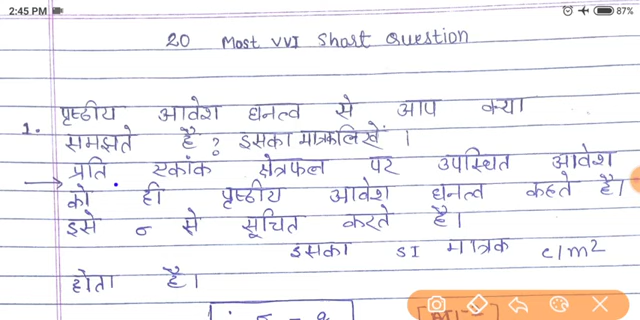 2:45 PM
87%
20 Most VVI Short Question
1. पृष्ठीय आवेश घनत्व से आप क्या
समझते हैं? इसका मात्रक लिखें।
→ प्रति एकांक क्षेत्रफल पर उपस्थित आवेश
को ही पृष्ठीय आवेश घनत्व कहते हैं।
इसे σ से सूचित करते हैं।
इसका SI मात्रक c/m2
होता है।